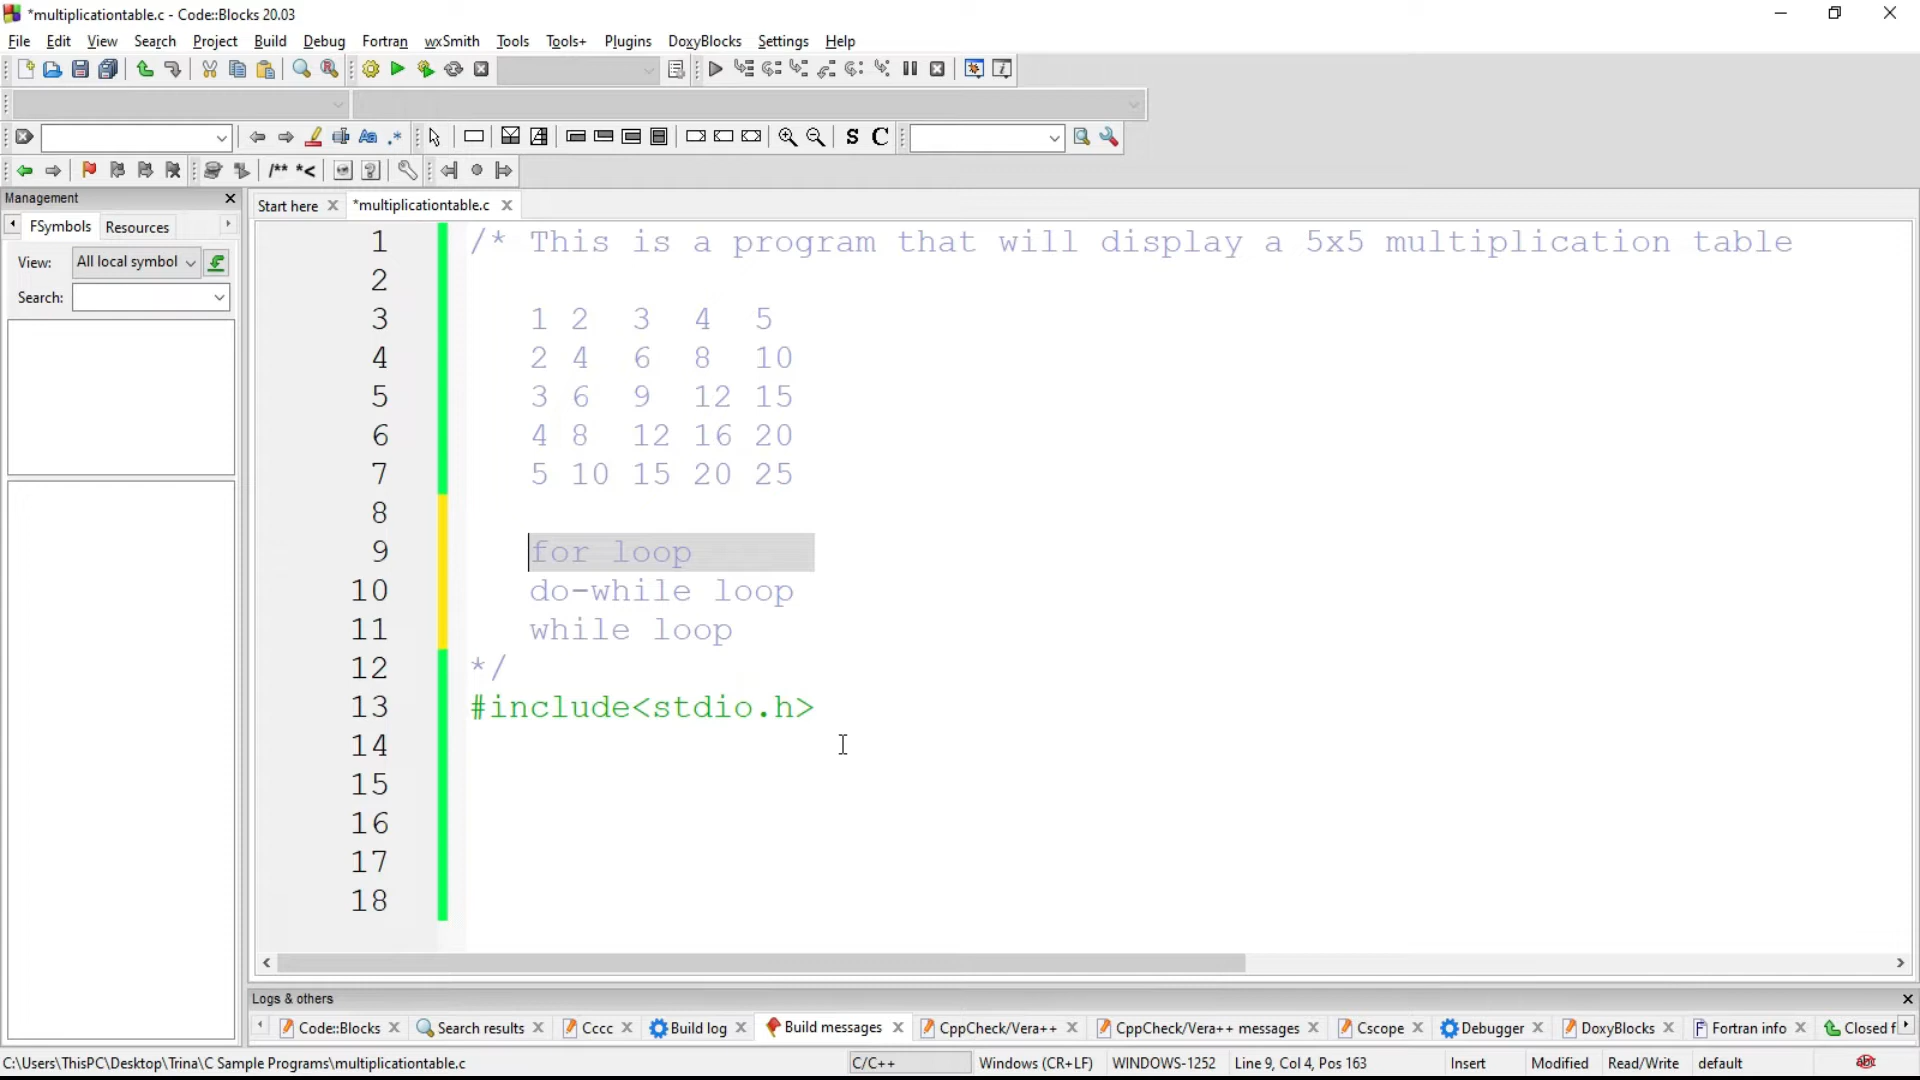 *multiplicationtable.c - Code::Blocks 20.03
File Edit View Search Project Build Debug Fortran wxSmith Tools Tools+ Plugins DoxyBlocks Settings Help
S C
/** *<
Management
FSymbols Resources
View: All local symbol
Search:
Start here *multiplicationtable.c
1 /* This is a program that will display a 5x5 multiplication table
2
3 1 2 3 4 5
4 2 4 6 8 10
5 3 6 9 12 15
6 4 8 12 16 20
7 5 10 15 20 25
8
9 for loop
10 do-while loop
11 while loop
12 */
13 #include<stdio.h>
14
15
16
17
18
Logs & others
Code::Blocks Search results Cccc Build log Build messages CppCheck/Vera++ CppCheck/Vera++ messages Cscope Debugger DoxyBlocks Fortran info Closed f
C:\Users\ThisPC\Desktop\Trina\C Sample Programs\multiplicationtable.c C/C++ Windows (CR+LF) WINDOWS-1252 Line 9, Col 4, Pos 163 Insert Modified Read/Write default